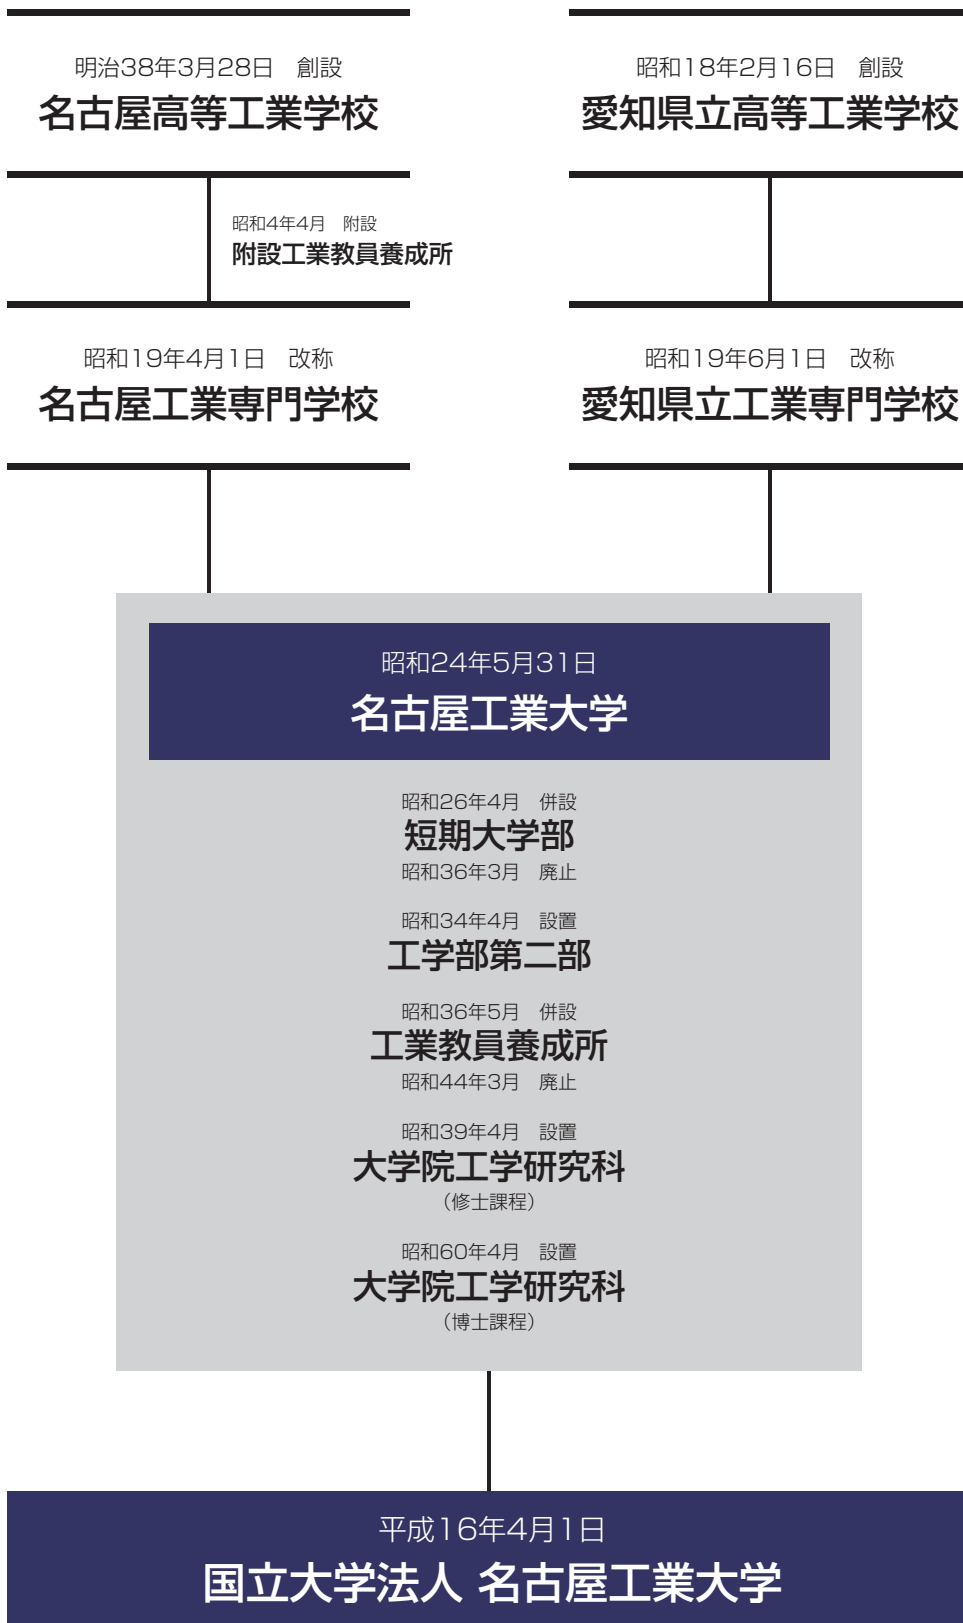 明治38年3月28日　創設
名古屋高等工業学校
昭和18年2月16日　創設
愛知県立高等工業学校
昭和4年4月　附設
附設工業教員養成所
昭和19年4月1日　改称
名古屋工業専門学校
昭和19年6月1日　改称
愛知県立工業専門学校
昭和24年5月31日
名古屋工業大学
昭和26年4月　併設
短期大学部
昭和36年3月　廃止
昭和34年4月　設置
工学部第二部
昭和36年5月　併設
工業教員養成所
昭和44年3月　廃止
昭和39年4月　設置
大学院工学研究科
（修士課程）
昭和60年4月　設置
大学院工学研究科
（博士課程）
平成16年4月1日
国立大学法人 名古屋工業大学